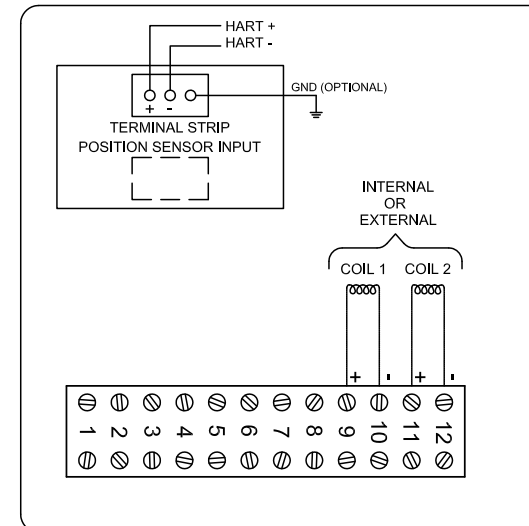 HART +
HART -
GND (OPTIONAL)
+ -
TERMINAL STRIP
POSITION SENSOR INPUT
INTERNAL
OR
EXTERNAL
COIL 1 COIL 2
+ - + -
1 2 3 4 5 6 7 8 9 10 11 12